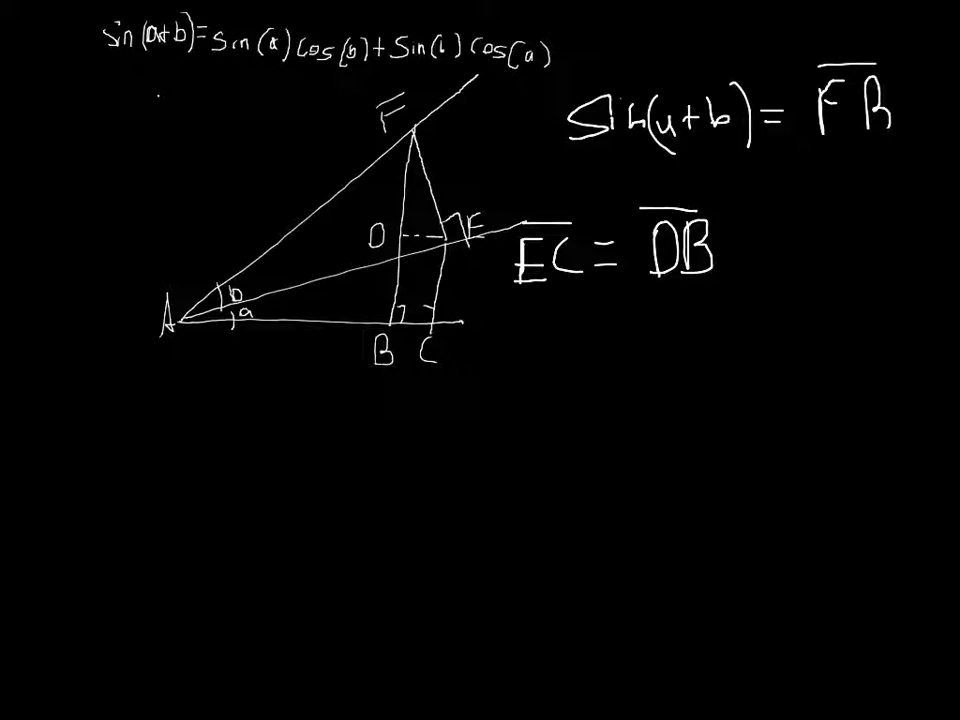 sin(a+b)=sin(a)cos(b)+sin(b)cos(a)
F
sin(a+b)= FB
D
E
EC = DB
b
a
A
B
C